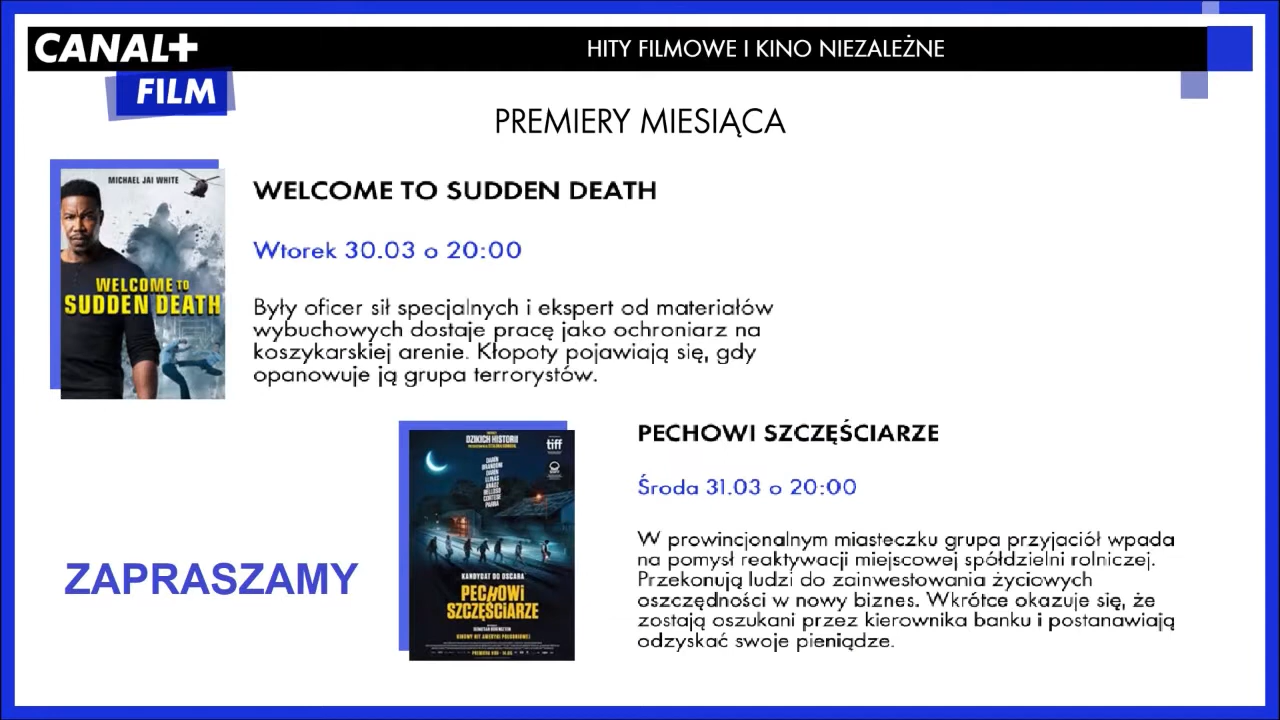 CANAL+
FILM
HITY FILMOWE I KINO NIEZALEŻNE
PREMIERY MIESIĄCA
MICHAEL JAI WHITE
WELCOME TO
SUDDEN DEATH
WELCOME TO SUDDEN DEATH
Wtorek 30.03 o 20:00
Były oficer sił specjalnych i ekspert od materiałów
wybuchowych dostaje pracę jako ochroniarz na
koszykarskiej arenie. Kłopoty pojawiają się, gdy
opanowuje ją grupa terrorystów.
ZAPRASZAMY
DZIKICH HISTORII
tiff
KANDYDAT DO OSCARA
PECHOWI
SZCZĘŚCIARZE
PECHOWI SZCZĘŚCIARZE
Środa 31.03 o 20:00
W prowincjonalnym miasteczku grupa przyjaciół wpada
na pomysł reaktywacji miejscowej spółdzielni rolniczej.
Przekonują ludzi do zainwestowania życiowych
oszczędności w nowy biznes. Wkrótce okazuje się, że
zostają oszukani przez kierownika banku i postanawiają
odzyskać swoje pieniądze.